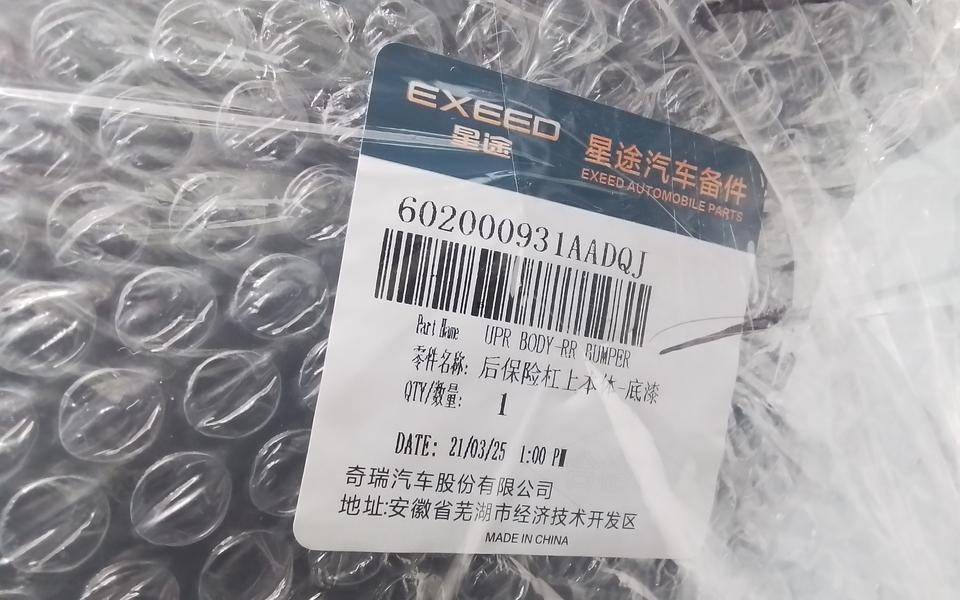 EXEED
星途
星途汽车备件
EXEED AUTOMOBILE PARTS
602000931AADQJ
Part Name UPR BODY-RR BUMPER
零件名称: 后保险杠上本体-底漆
QTY/数量: 1
DATE: 21/03/25 1:00 PM
奇瑞汽车股份有限公司
地址:安徽省芜湖市经济技术开发区
MADE IN CHINA